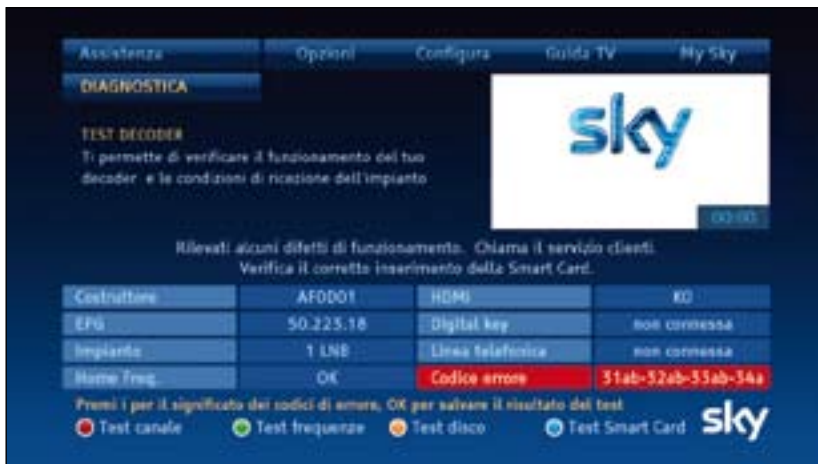 Assistenza Opzioni Configura Guida TV My Sky
DIAGNOSTICA
TEST DECODER
Ti permette di verificare il funzionamento del tuo
decoder e le condizioni di ricezione dell'impianto
sky
00:00
Rilevati alcuni difetti di funzionamento. Chiama il servizio clienti.
Verifica il corretto inserimento della Smart Card.
Costruttore AF0D01 HDMI KO
EPG 50.223.18 Digital key non connessa
Impianto 1 LNB Linea telefonica non connessa
Home Freq. OK Codice errore 31ab-32ab-33ab-34a
Premi i per il significato dei codici di errore, OK per salvare il risultato del test
Test canale Test frequenze Test disco Test Smart Card sky